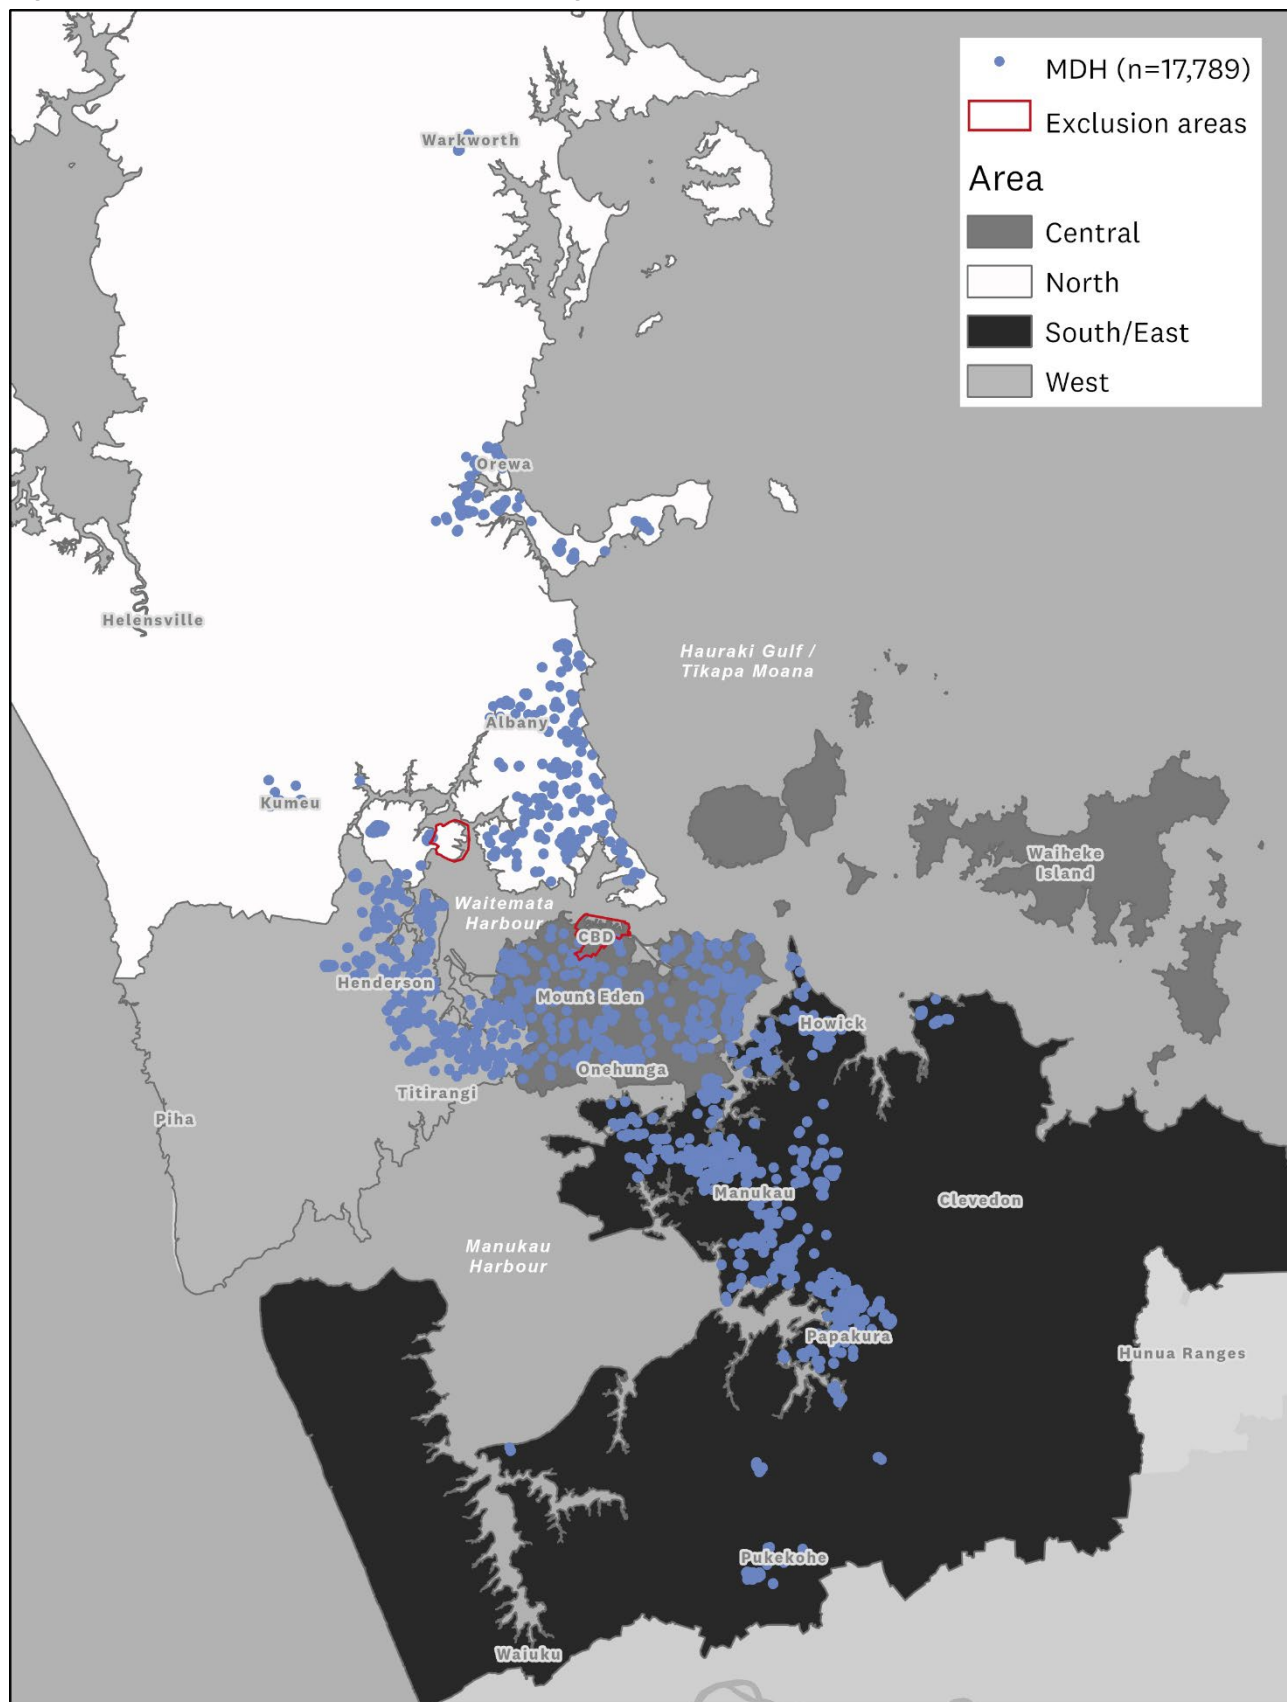 MDH (n=17,789)
Exclusion areas
Area
Central
North
South/East
West
Warkworth
Orewa
Helensville
Hauraki Gulf /
Tīkapa Moana
Albany
Kumeu
Waiheke
Island
Waitemata
Harbour
CBD
Henderson
Mount Eden
Howick
Onehunga
Titirangi
Piha
Manukau
Clevedon
Manukau
Harbour
Papakura
Hunua Ranges
Pukekohe
Waiuku